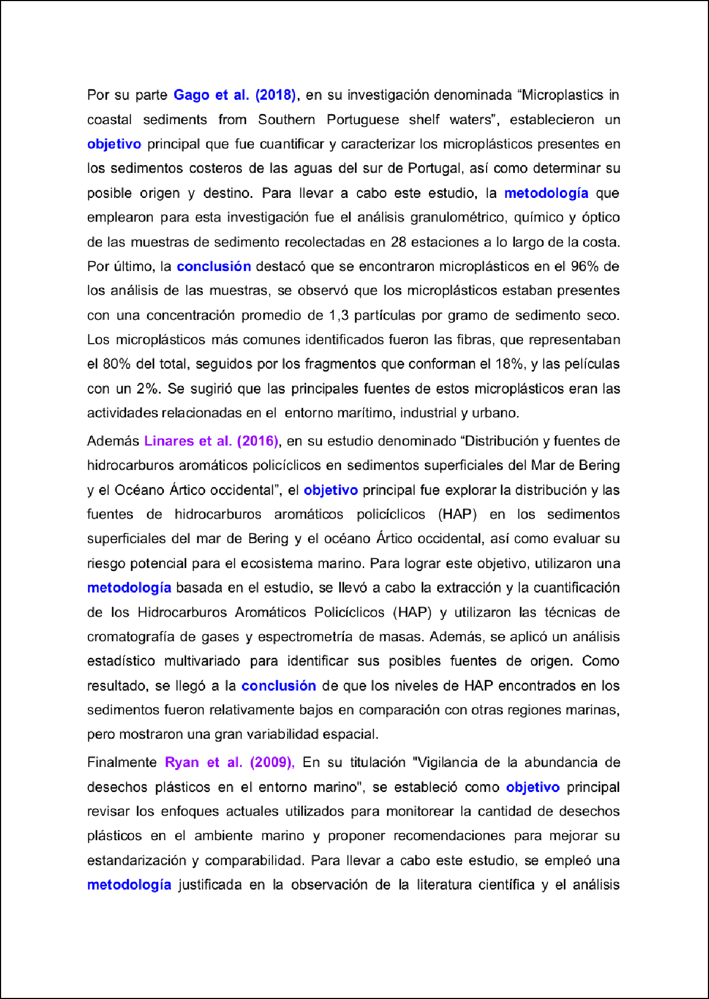 Por su parte Gago et al. (2018), en su investigación denominada “Microplastics in
coastal sediments from Southern Portuguese shelf waters”, establecieron un
objetivo principal que fue cuantificar y caracterizar los microplásticos presentes en
los sedimentos costeros de las aguas del sur de Portugal, así como determinar su
posible origen y destino. Para llevar a cabo este estudio, la metodología que
emplearon para esta investigación fue el análisis granulométrico, químico y óptico
de las muestras de sedimento recolectadas en 28 estaciones a lo largo de la costa.
Por último, la conclusión destacó que se encontraron microplásticos en el 96% de
los análisis de las muestras, se observó que los microplásticos estaban presentes
con una concentración promedio de 1,3 partículas por gramo de sedimento seco.
Los microplásticos más comunes identificados fueron las fibras, que representaban
el 80% del total, seguidos por los fragmentos que conforman el 18%, y las películas
con un 2%. Se sugirió que las principales fuentes de estos microplásticos eran las
actividades relacionadas en el  entorno marítimo, industrial y urbano.
Además Linares et al. (2016), en su estudio denominado “Distribución y fuentes de
hidrocarburos aromáticos policíclicos en sedimentos superficiales del Mar de Bering
y el Océano Ártico occidental”, el objetivo principal fue explorar la distribución y las
fuentes de hidrocarburos aromáticos policíclicos (HAP) en los sedimentos
superficiales del mar de Bering y el océano Ártico occidental, así como evaluar su
riesgo potencial para el ecosistema marino. Para lograr este objetivo, utilizaron una
metodología basada en el estudio, se llevó a cabo la extracción y la cuantificación
de los Hidrocarburos Aromáticos Policíclicos (HAP) y utilizaron las técnicas de
cromatografía de gases y espectrometría de masas. Además, se aplicó un análisis
estadístico multivariado para identificar sus posibles fuentes de origen. Como
resultado, se llegó a la conclusión de que los niveles de HAP encontrados en los
sedimentos fueron relativamente bajos en comparación con otras regiones marinas,
pero mostraron una gran variabilidad espacial.
Finalmente Ryan et al. (2009), En su titulación "Vigilancia de la abundancia de
desechos plásticos en el entorno marino", se estableció como objetivo principal
revisar los enfoques actuales utilizados para monitorear la cantidad de desechos
plásticos en el ambiente marino y proponer recomendaciones para mejorar su
estandarización y comparabilidad. Para llevar a cabo este estudio, se empleó una
metodología justificada en la observación de la literatura científica y el análisis